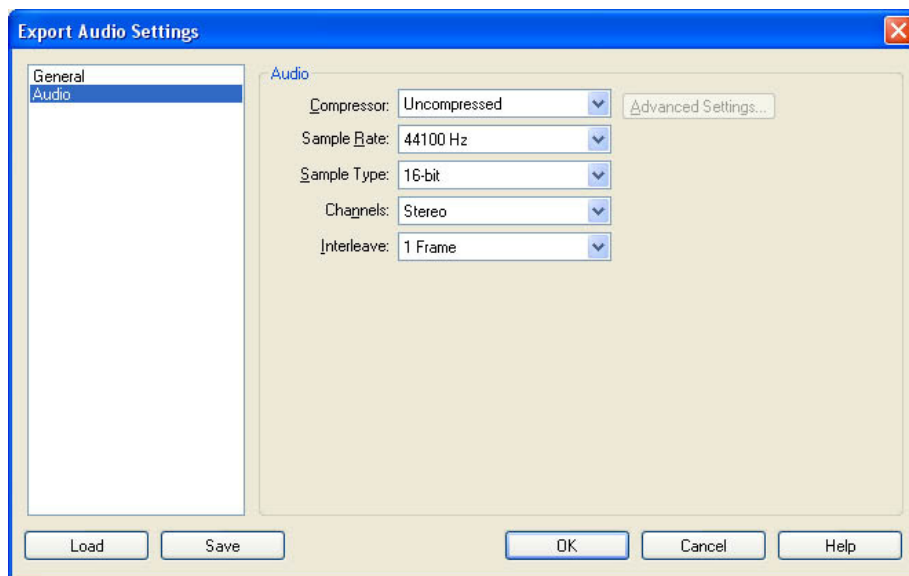 Export Audio Settings
General
Audio
Audio
Compressor: Uncompressed Advanced Settings...
Sample Rate: 44100 Hz
Sample Type: 16-bit
Channels: Stereo
Interleave: 1 Frame
Load Save OK Cancel Help